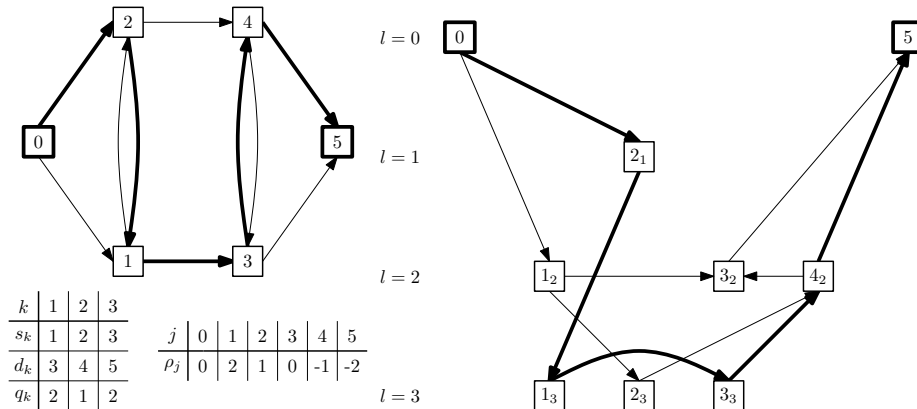 2 4
0 5
1 3
k 1 2 3
s_k 1 2 3
d_k 3 4 5
q_k 2 1 2
j 0 1 2 3 4 5
ρ_j 0 2 1 0 -1 -2
l = 0 0 5
l = 1 2_1
l = 2 1_2 3_2 4_2
l = 3 1_3 2_3 3_3